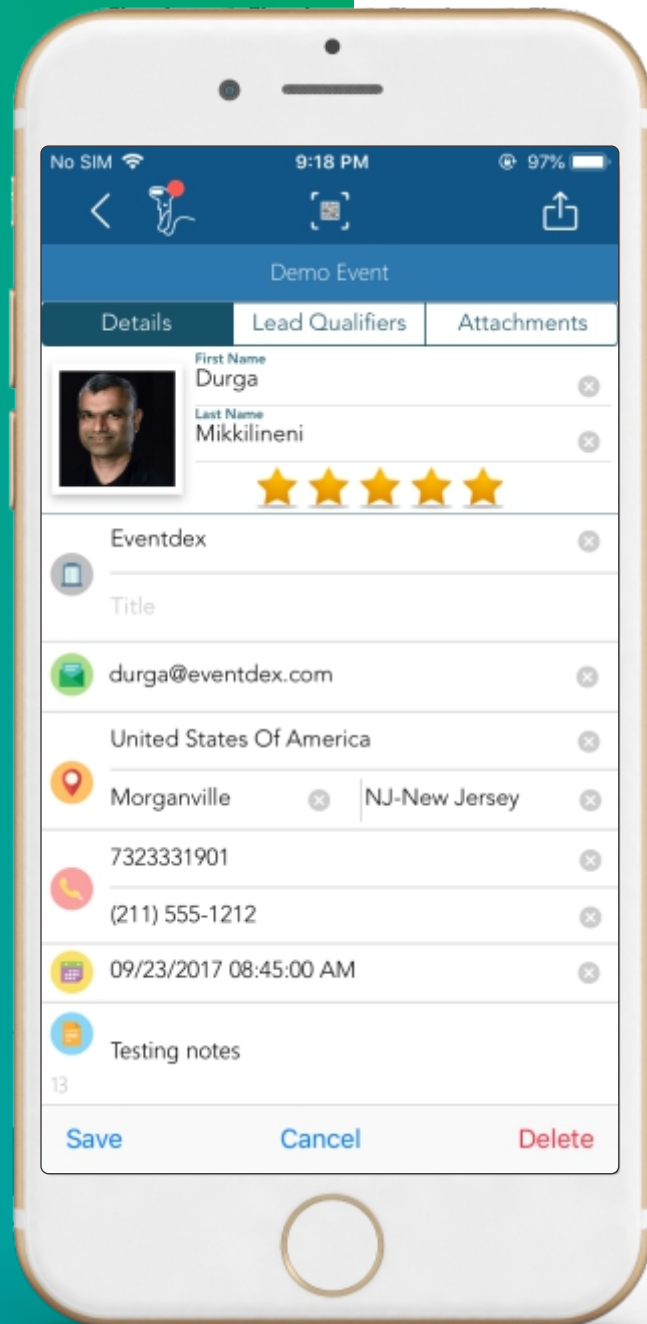 No SIM 9:18 PM 97%
Demo Event
Details Lead Qualifiers Attachments
First Name
Durga
Last Name
Mikkilineni
Eventdex
Title
durga@eventdex.com
United States Of America
Morganville NJ-New Jersey
7323331901
(211) 555-1212
09/23/2017 08:45:00 AM
Testing notes
13
Save Cancel Delete